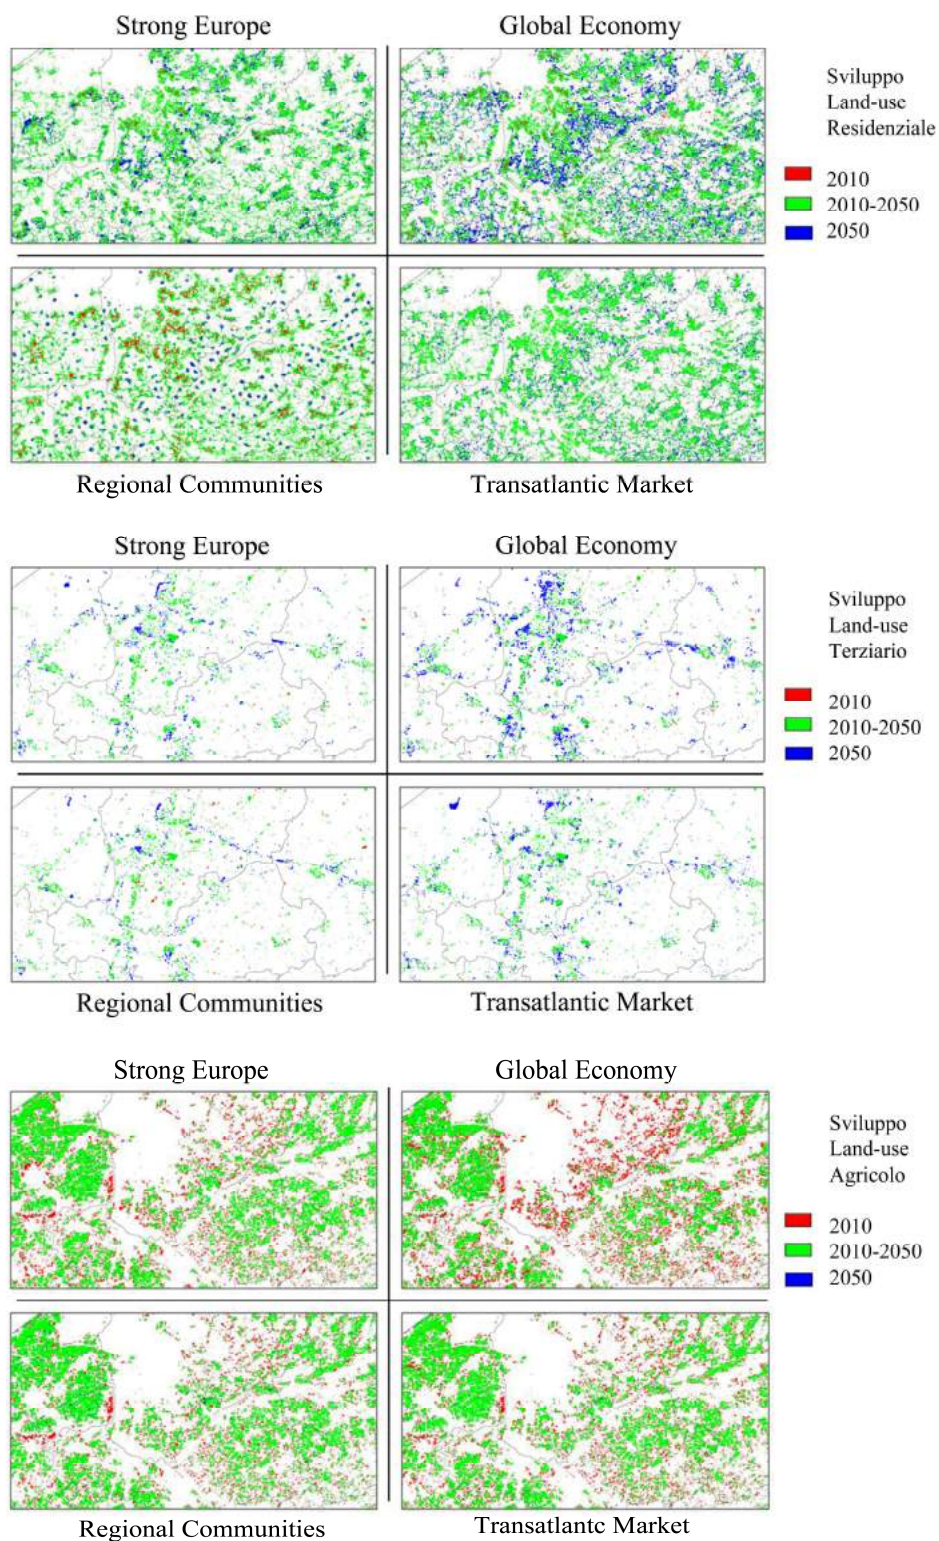 Strong Europe
Global Economy
Sviluppo
Land-use
Residenziale
2010
2010-2050
2050
Regional Communities
Transatlantic Market
Strong Europe
Global Economy
Sviluppo
Land-use
Terziario
2010
2010-2050
2050
Regional Communities
Transatlantic Market
Strong Europe
Global Economy
Sviluppo
Land-use
Agricolo
2010
2010-2050
2050
Regional Communities
Transatlantc Market